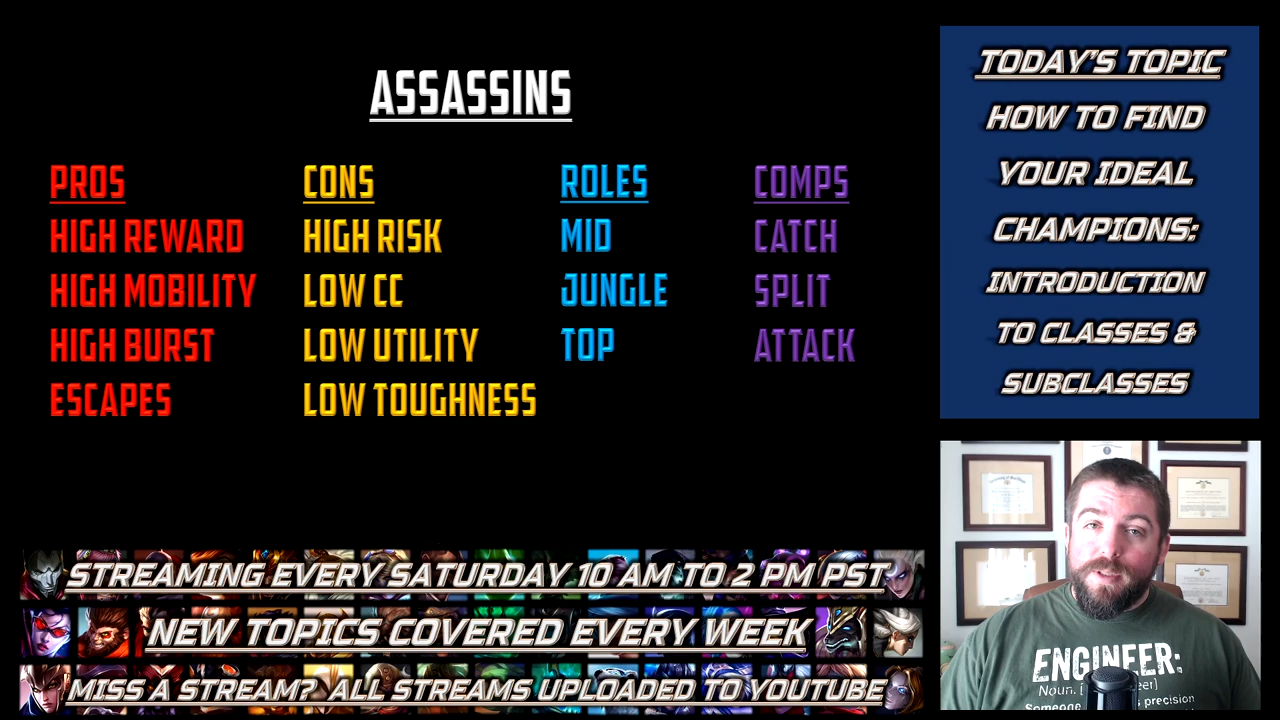 ASSASSINS
PROS
HIGH REWARD
HIGH MOBILITY
HIGH BURST
ESCAPES
CONS
HIGH RISK
LOW CC
LOW UTILITY
LOW TOUGHNESS
ROLES
MID
JUNGLE
TOP
COMPS
CATCH
SPLIT
ATTACK
TODAY'S TOPIC
HOW TO FIND
YOUR IDEAL
CHAMPIONS:
INTRODUCTION
TO CLASSES &
SUBCLASSES
STREAMING EVERY SATURDAY 10 AM TO 2 PM PST
NEW TOPICS COVERED EVERY WEEK
MISS A STREAM? ALL STREAMS UPLOADED TO YOUTUBE
ENGINEER:
Noun.
Someone precision